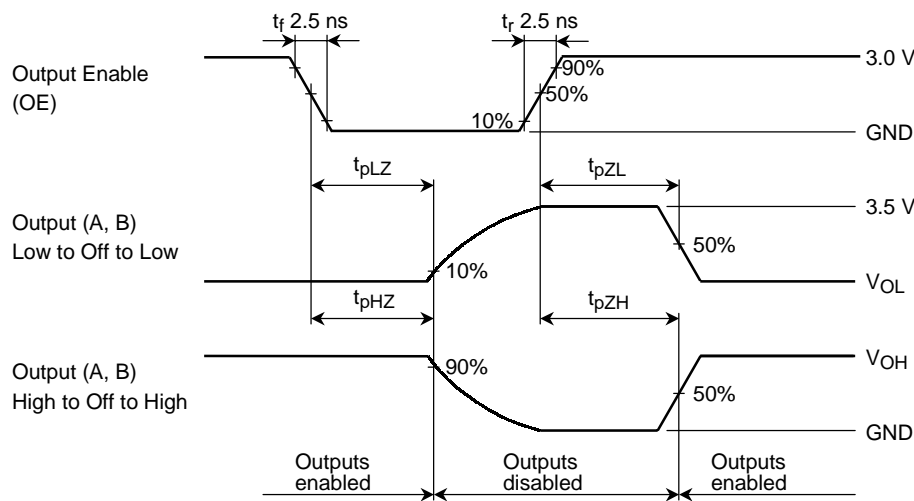 tf 2.5 ns
tr 2.5 ns
3.0 V
90%
Output Enable
(OE)
50%
10%
GND
tpLZ
tpZL
3.5 V
Output (A, B)
Low to Off to Low
50%
10%
VOL
tpHZ
tpZH
VOH
Output (A, B)
High to Off to High
90%
50%
GND
Outputs
enabled
Outputs
disabled
Outputs
enabled